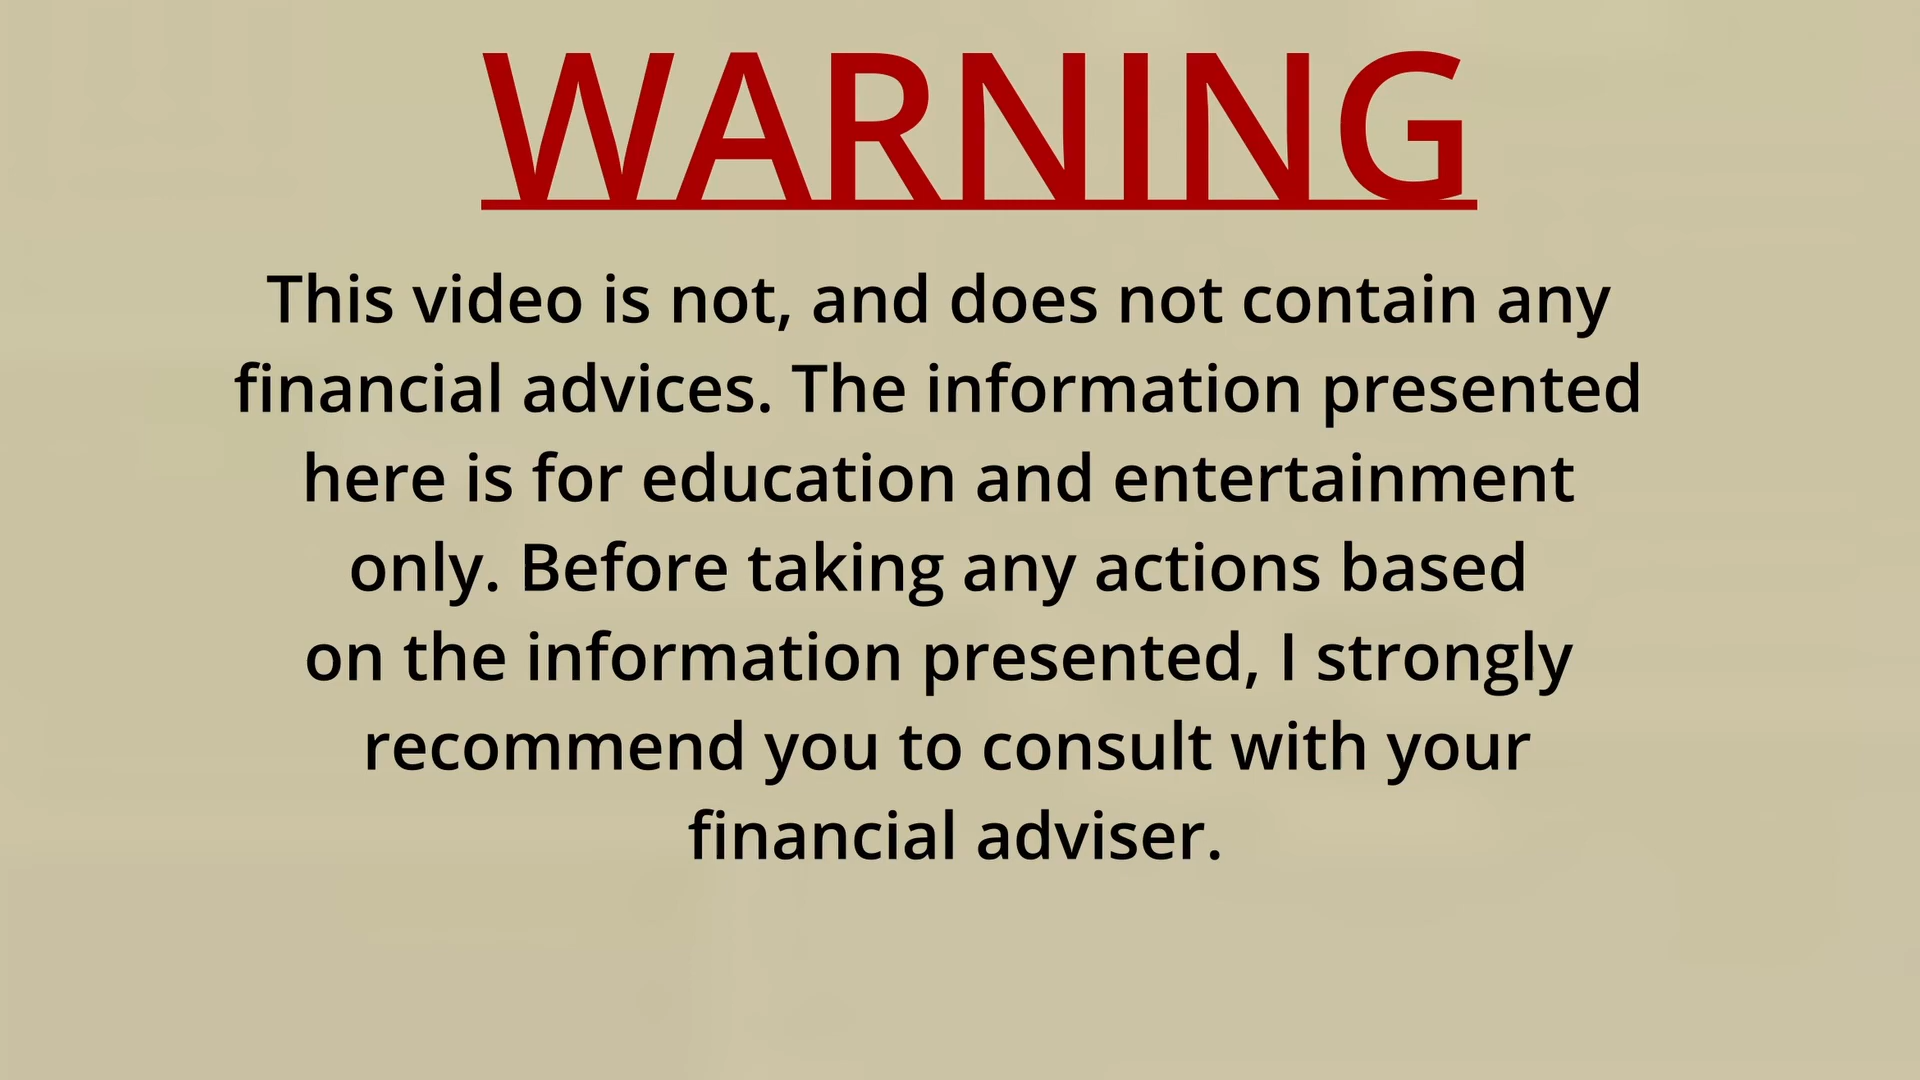 WARNING
This video is not, and does not contain any
financial advices. The information presented
here is for education and entertainment
only. Before taking any actions based
on the information presented, I strongly
recommend you to consult with your
financial adviser.